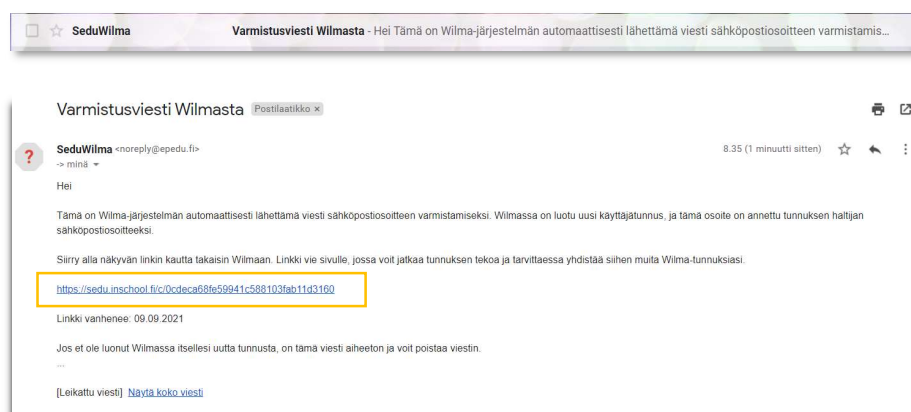 SeduWilma Varmistusviesti Wilmasta - Hei Tämä on Wilma-järjestelmän automaattisesti lähettämä viesti sähköpostiosoitteen varmistamis...
Varmistusviesti Wilmasta Postilaatikko ×
SeduWilma <noreply@epedu.fi> 8.35 (1 minuutti sitten)
-> minä
Hei
Tämä on Wilma-järjestelmän automaattisesti lähettämä viesti sähköpostiosoitteen varmistamiseksi. Wilmassa on luotu uusi käyttäjätunnus, ja tämä osoite on annettu tunnuksen haltijan
sähköpostiosoitteeksi.
Siirry alla näkyvän linkin kautta takaisin Wilmaan. Linkki vie sivulle, jossa voit jatkaa tunnuksen tekoa ja tarvittaessa yhdistää siihen muita Wilma-tunnuksiasi.
https://sedu.inschool.fi/c/0cdeca68fe59941c588103fab11d3160
Linkki vanhenee: 09.09.2021
Jos et ole luonut Wilmassa itsellesi uutta tunnusta, on tämä viesti aiheeton ja voit poistaa viestin.
...
[Leikattu viesti] Näytä koko viesti